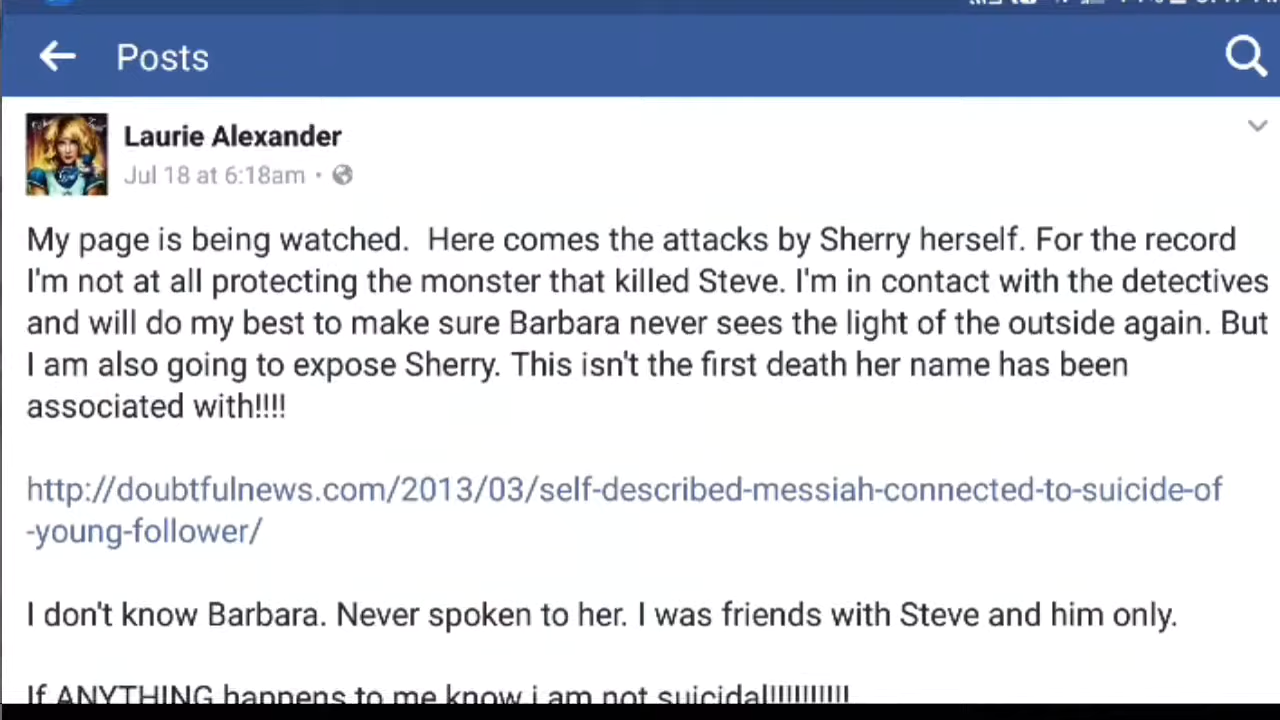 Posts
Laurie Alexander
Jul 18 at 6:18am
My page is being watched.  Here comes the attacks by Sherry herself. For the record
I'm not at all protecting the monster that killed Steve. I'm in contact with the detectives
and will do my best to make sure Barbara never sees the light of the outside again. But
I am also going to expose Sherry. This isn't the first death her name has been
associated with!!!!
http://doubtfulnews.com/2013/03/self-described-messiah-connected-to-suicide-of
-young-follower/
I don't know Barbara. Never spoken to her. I was friends with Steve and him only.
If ANYTHING happens to me know i am not suicidal!!!!!!!!!!